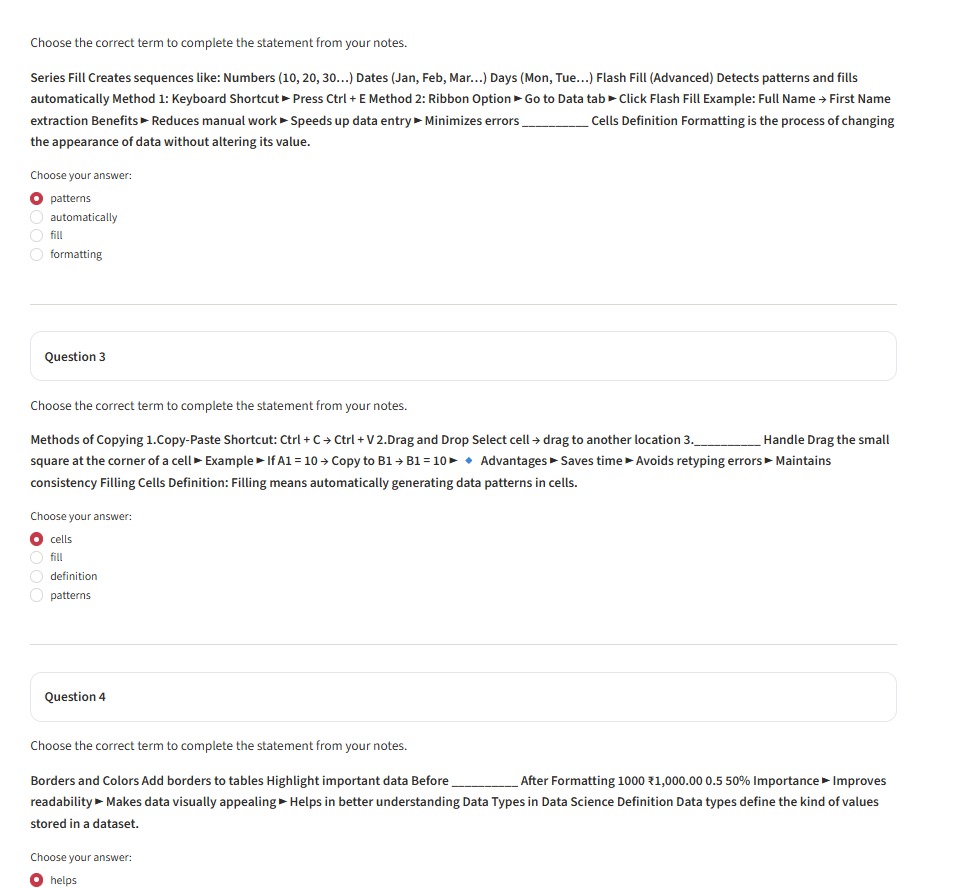 Choose the correct term to complete the statement from your notes.
Series Fill Creates sequences like: Numbers (10, 20, 30...) Dates (Jan, Feb, Mar...) Days (Mon, Tue...) Flash Fill (Advanced) Detects patterns and fills
automatically Method 1: Keyboard Shortcut ► Press Ctrl + E Method 2: Ribbon Option ► Go to Data tab ► Click Flash Fill Example: Full Name → First Name
extraction Benefits ► Reduces manual work ► Speeds up data entry ► Minimizes errors __________ Cells Definition Formatting is the process of changing
the appearance of data without altering its value.
Choose your answer:
patterns
automatically
fill
formatting
Question 3
Choose the correct term to complete the statement from your notes.
Methods of Copying 1.Copy-Paste Shortcut: Ctrl + C → Ctrl + V 2.Drag and Drop Select cell → drag to another location 3.__________ Handle Drag the small
square at the corner of a cell ► Example ► If A1 = 10 → Copy to B1 → B1 = 10 ► 🔹 Advantages ► Saves time ► Avoids retyping errors ► Maintains
consistency Filling Cells Definition: Filling means automatically generating data patterns in cells.
Choose your answer:
cells
fill
definition
patterns
Question 4
Choose the correct term to complete the statement from your notes.
Borders and Colors Add borders to tables Highlight important data Before __________ After Formatting 1000 ₹1,000.00 0.5 50% Importance ► Improves
readability ► Makes data visually appealing ► Helps in better understanding Data Types in Data Science Definition Data types define the kind of values
stored in a dataset.
Choose your answer:
helps